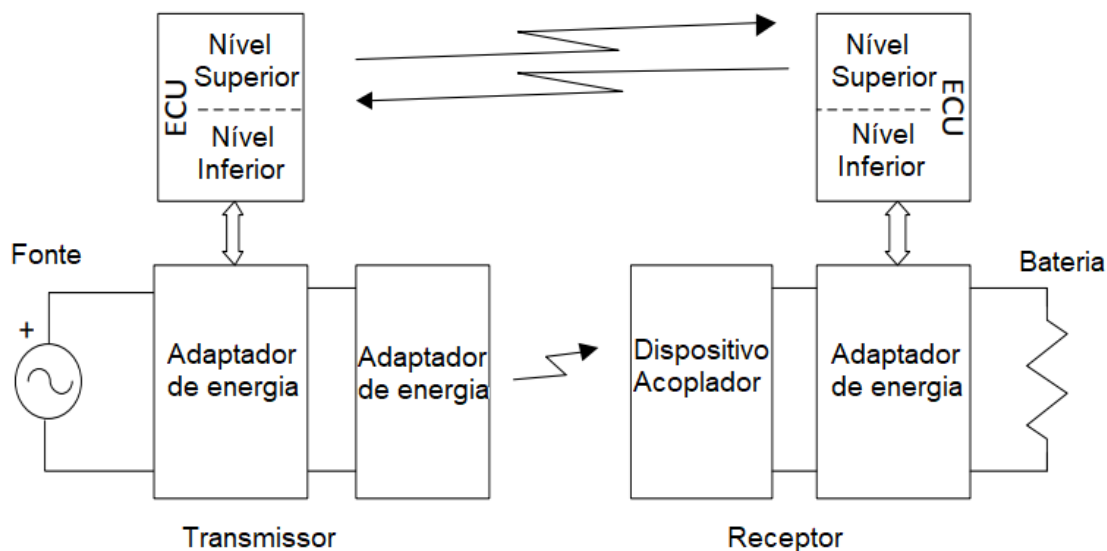 Nível
Superior
ECU
Nível
Inferior
Nível
Superior
ECU
Nível
Inferior
Fonte
+
Adaptador
de energia
Adaptador
de energia
Dispositivo
Acoplador
Adaptador
de energia
Bateria
Transmissor
Receptor